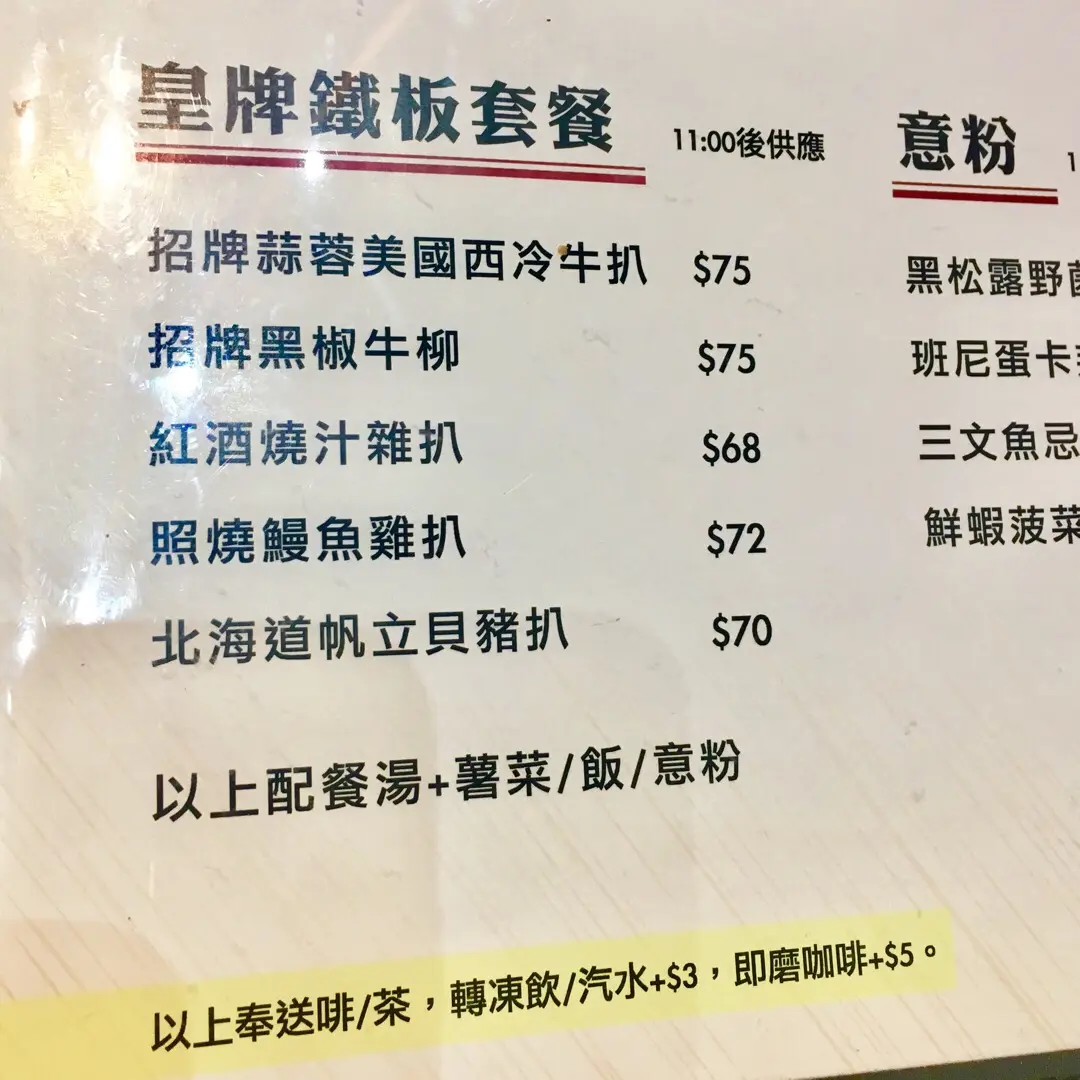 皇牌鐵板套餐 11:00後供應
招牌蒜蓉美國西冷牛扒 $75
招牌黑椒牛柳 $75
紅酒燒汁雜扒 $68
照燒鰻魚雞扒 $72
北海道帆立貝豬扒 $70
以上配餐湯+薯菜/飯/意粉
以上奉送啡/茶，轉凍飲/汽水+$3，即磨咖啡+$5。
意粉
黑松露野
班尼蛋卡
三文魚忌
鮮蝦菠菜